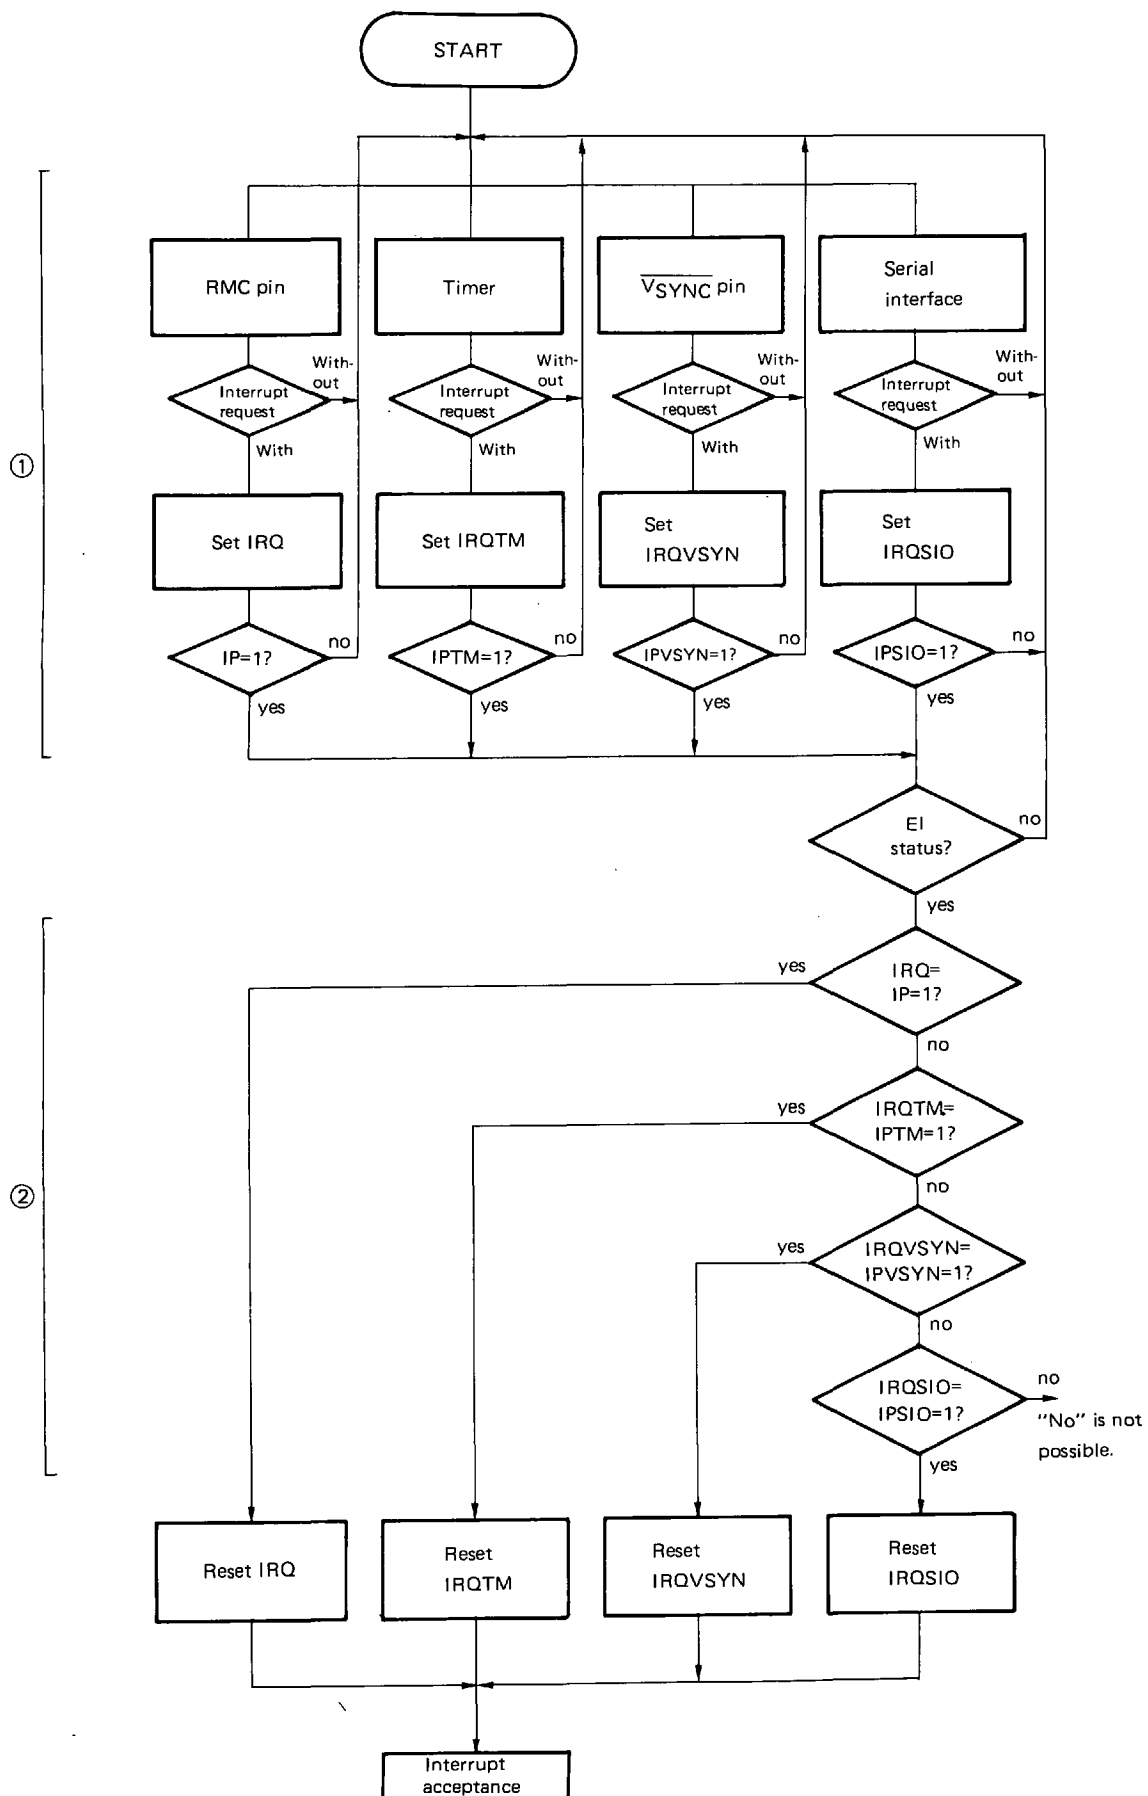 START
RMC pin
Timer
VSYNC pin
Serial
interface
With-
out
With-
out
With-
out
With-
out
Interrupt
request
Interrupt
request
Interrupt
request
Interrupt
request
With
With
With
With
①
Set IRQ
Set IRQTM
Set
IRQVSYN
Set
IRQSIO
IP=1?
no
IPTM=1?
no
IPVSYN=1?
no
IPSIO=1?
no
yes
yes
yes
yes
EI
status?
no
yes
IRQ=
IP=1?
yes
no
IRQTM=
IPTM=1?
yes
no
②
IRQVSYN=
IPVSYN=1?
yes
no
IRQSIO=
IPSIO=1?
no
"No" is not
possible.
yes
Reset IRQ
Reset
IRQTM
Reset
IRQVSYN
Reset
IRQSIO
Interrupt
acceptance